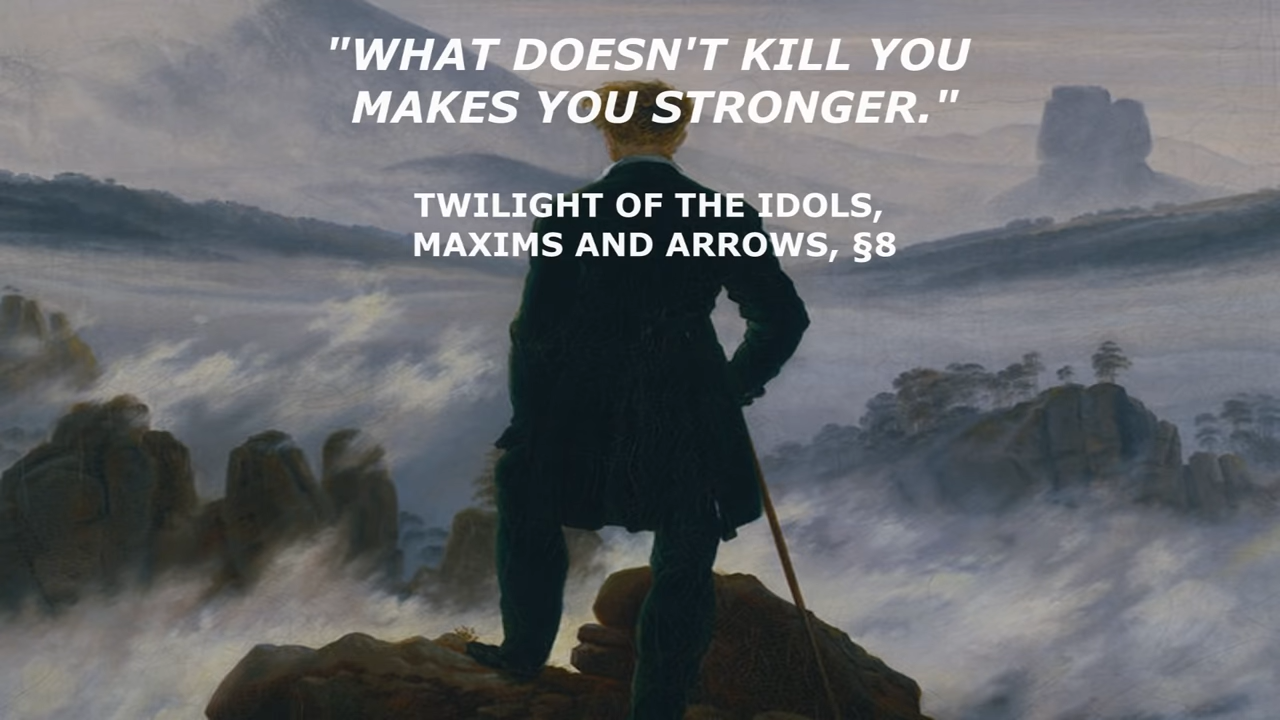 "WHAT DOESN'T KILL YOU
MAKES YOU STRONGER."
TWILIGHT OF THE IDOLS,
MAXIMS AND ARROWS, §8